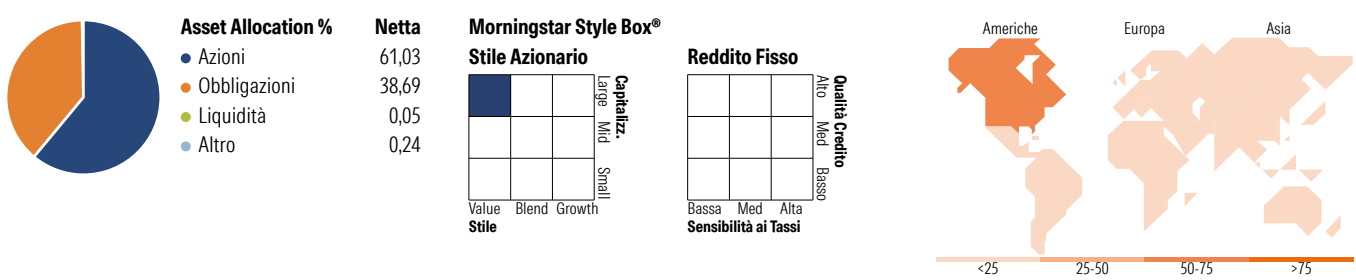 Asset Allocation % Netta
Azioni 61,03
Obbligazioni 38,69
Liquidità 0,05
Altro 0,24
Morningstar Style Box®
Stile Azionario
Large Mid Small
Capitalizz.
Value Blend Growth
Stile
Reddito Fisso
Alto Med Basso
Qualità Credito
Bassa Med Alta
Sensibilità ai Tassi
Americhe Europa Asia
<25 25-50 50-75 >75